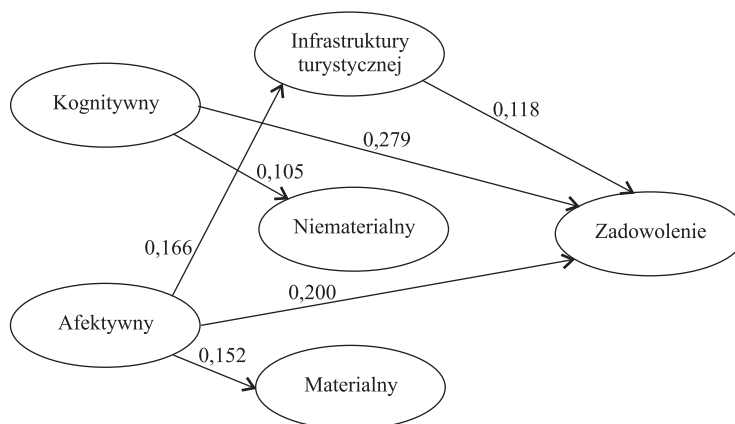 Infrastruktury
turystycznej
Kognitywny
0,118
0,279
0,105
Niematerialny
Zadowolenie
0,166
0,200
Afektywny
0,152
Materialny